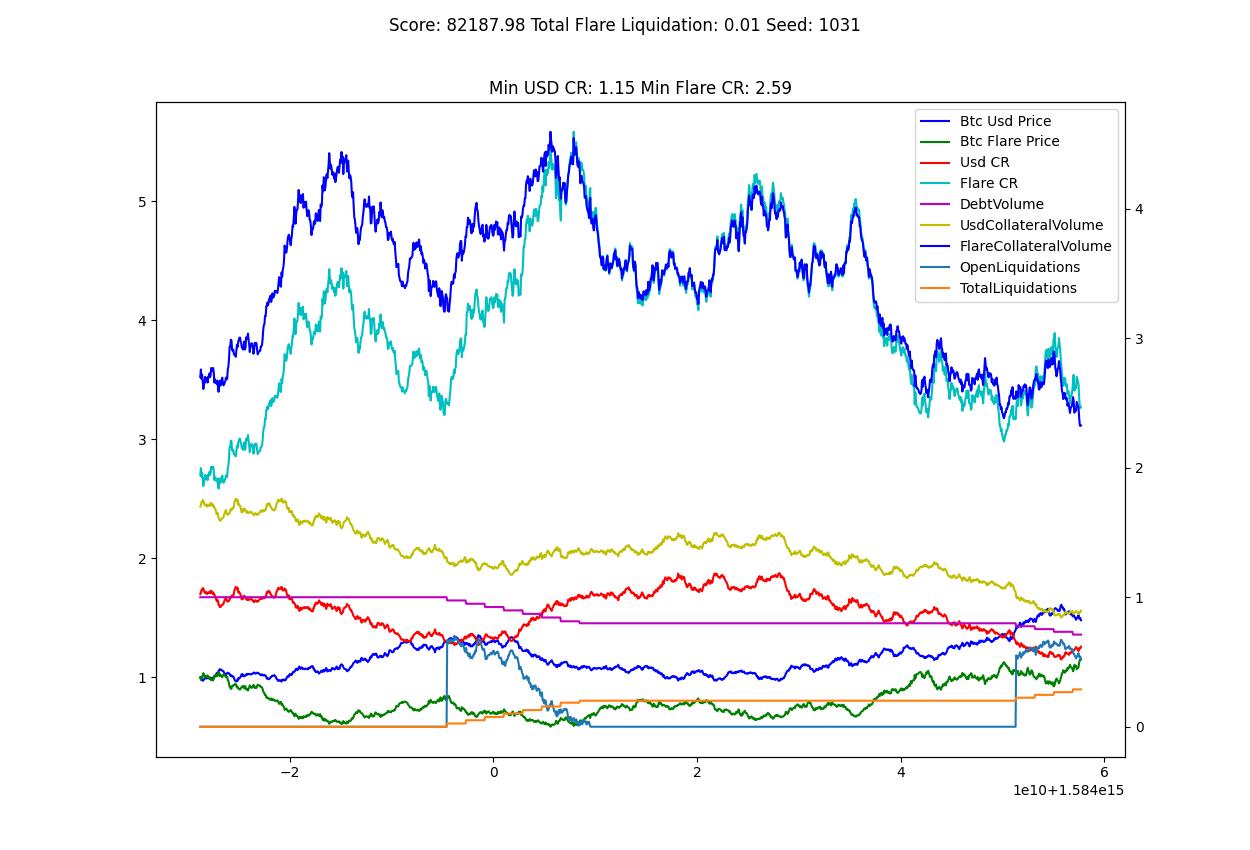 Score: 82187.98 Total Flare Liquidation: 0.01 Seed: 1031
Min USD CR: 1.15 Min Flare CR: 2.59
Btc Usd Price
Btc Flare Price
Usd CR
Flare CR
DebtVolume
UsdCollateralVolume
FlareCollateralVolume
OpenLiquidations
TotalLiquidations
5
4
3
2
1
4
3
2
1
0
−2
0
2
4
6
1e10+1.584e15